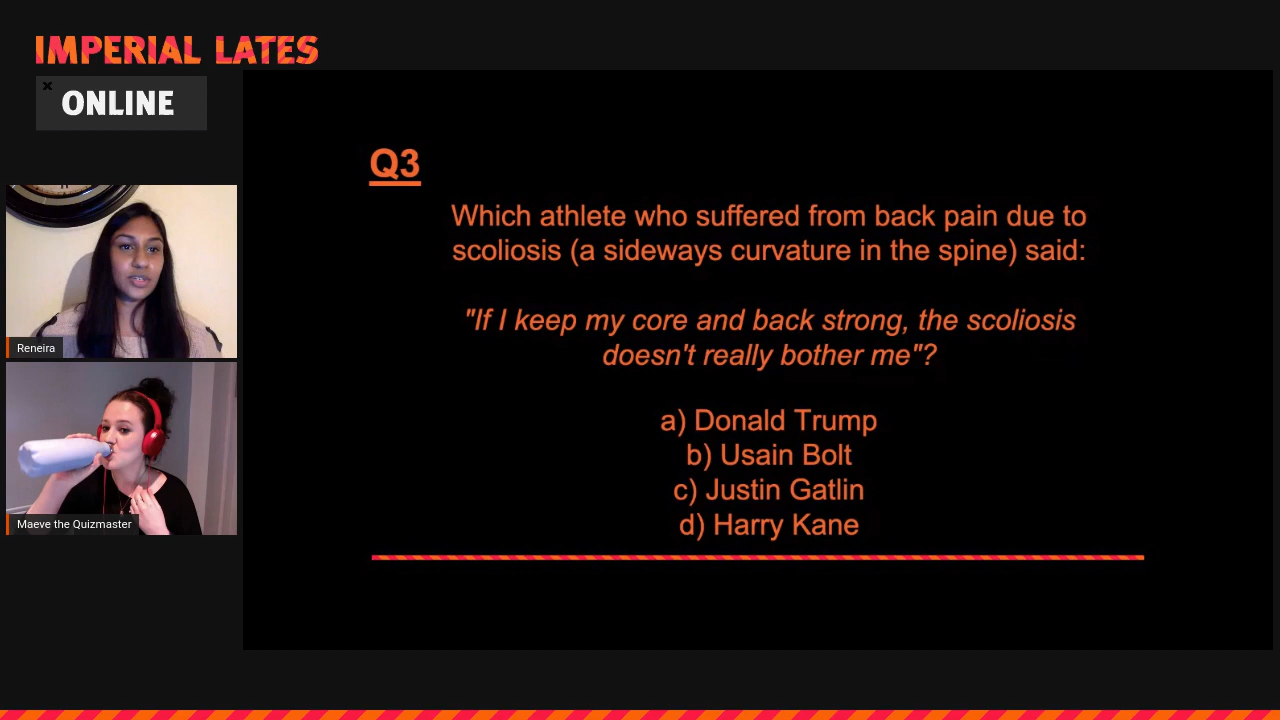 IMPERIAL LATES
ONLINE
Q3
Which athlete who suffered from back pain due to
scoliosis (a sideways curvature in the spine) said:
"If I keep my core and back strong, the scoliosis
doesn't really bother me"?
a) Donald Trump
b) Usain Bolt
c) Justin Gatlin
d) Harry Kane
Reneira
Maeve the Quizmaster